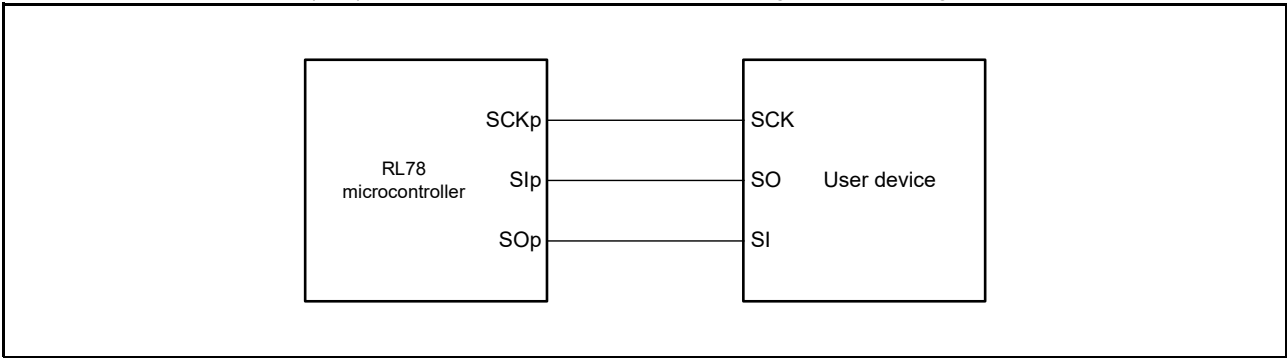 SCKp
SCK
RL78
microcontroller
SIp
SO
User device
SOp
SI